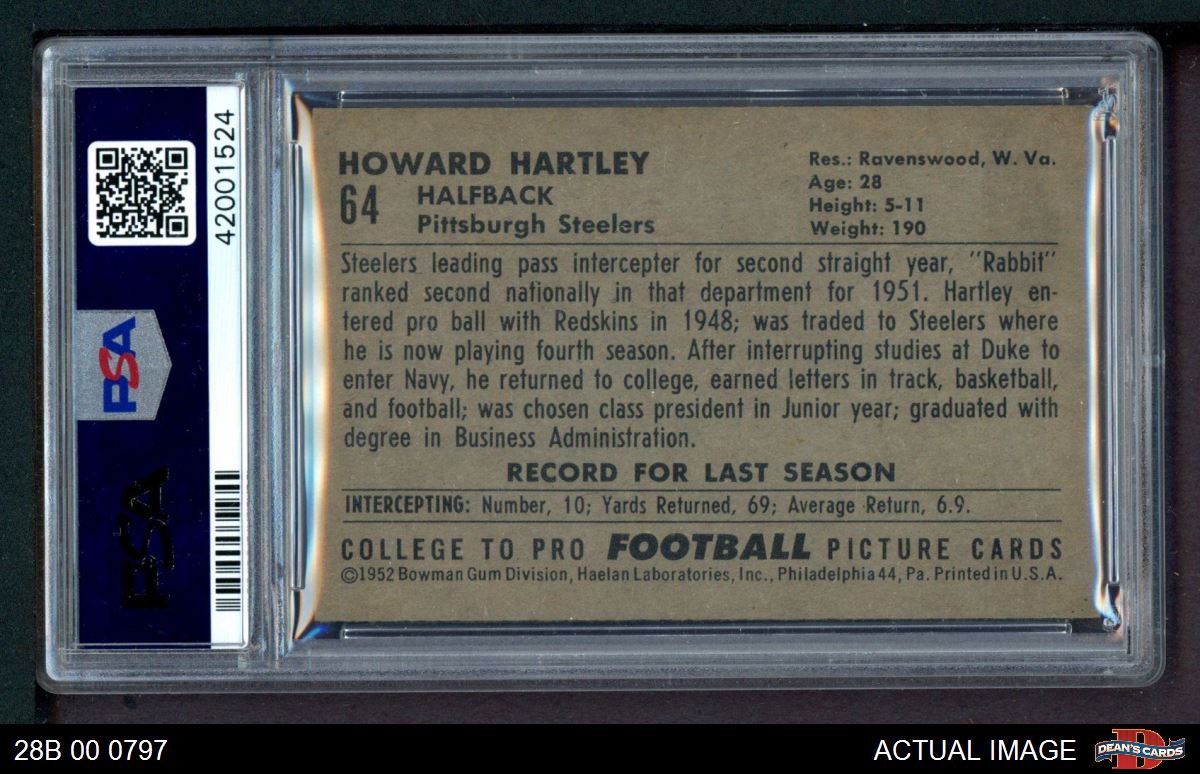 42001524
PSA
PSA
HOWARD HARTLEY
64
HALFBACK
Pittsburgh Steelers
Res.: Ravenswood, W. Va.
Age: 28
Height: 5-11
Weight: 190
Steelers leading pass intercepter for second straight year, "Rabbit"
ranked second nationally in that department for 1951. Hartley en-
tered pro ball with Redskins in 1948; was traded to Steelers where
he is now playing fourth season. After interrupting studies at Duke to
enter Navy, he returned to college, earned letters in track, basketball,
and football; was chosen class president in Junior year; graduated with
degree in Business Administration.
RECORD FOR LAST SEASON
INTERCEPTING: Number, 10; Yards Returned, 69; Average Return, 6.9.
COLLEGE TO PRO FOOTBALL PICTURE CARDS
©1952 Bowman Gum Division, Haelan Laboratories, Inc., Philadelphia 44, Pa. Printed in U.S.A.
28B 00 0797
ACTUAL IMAGE
D
DEAN'S CARDS